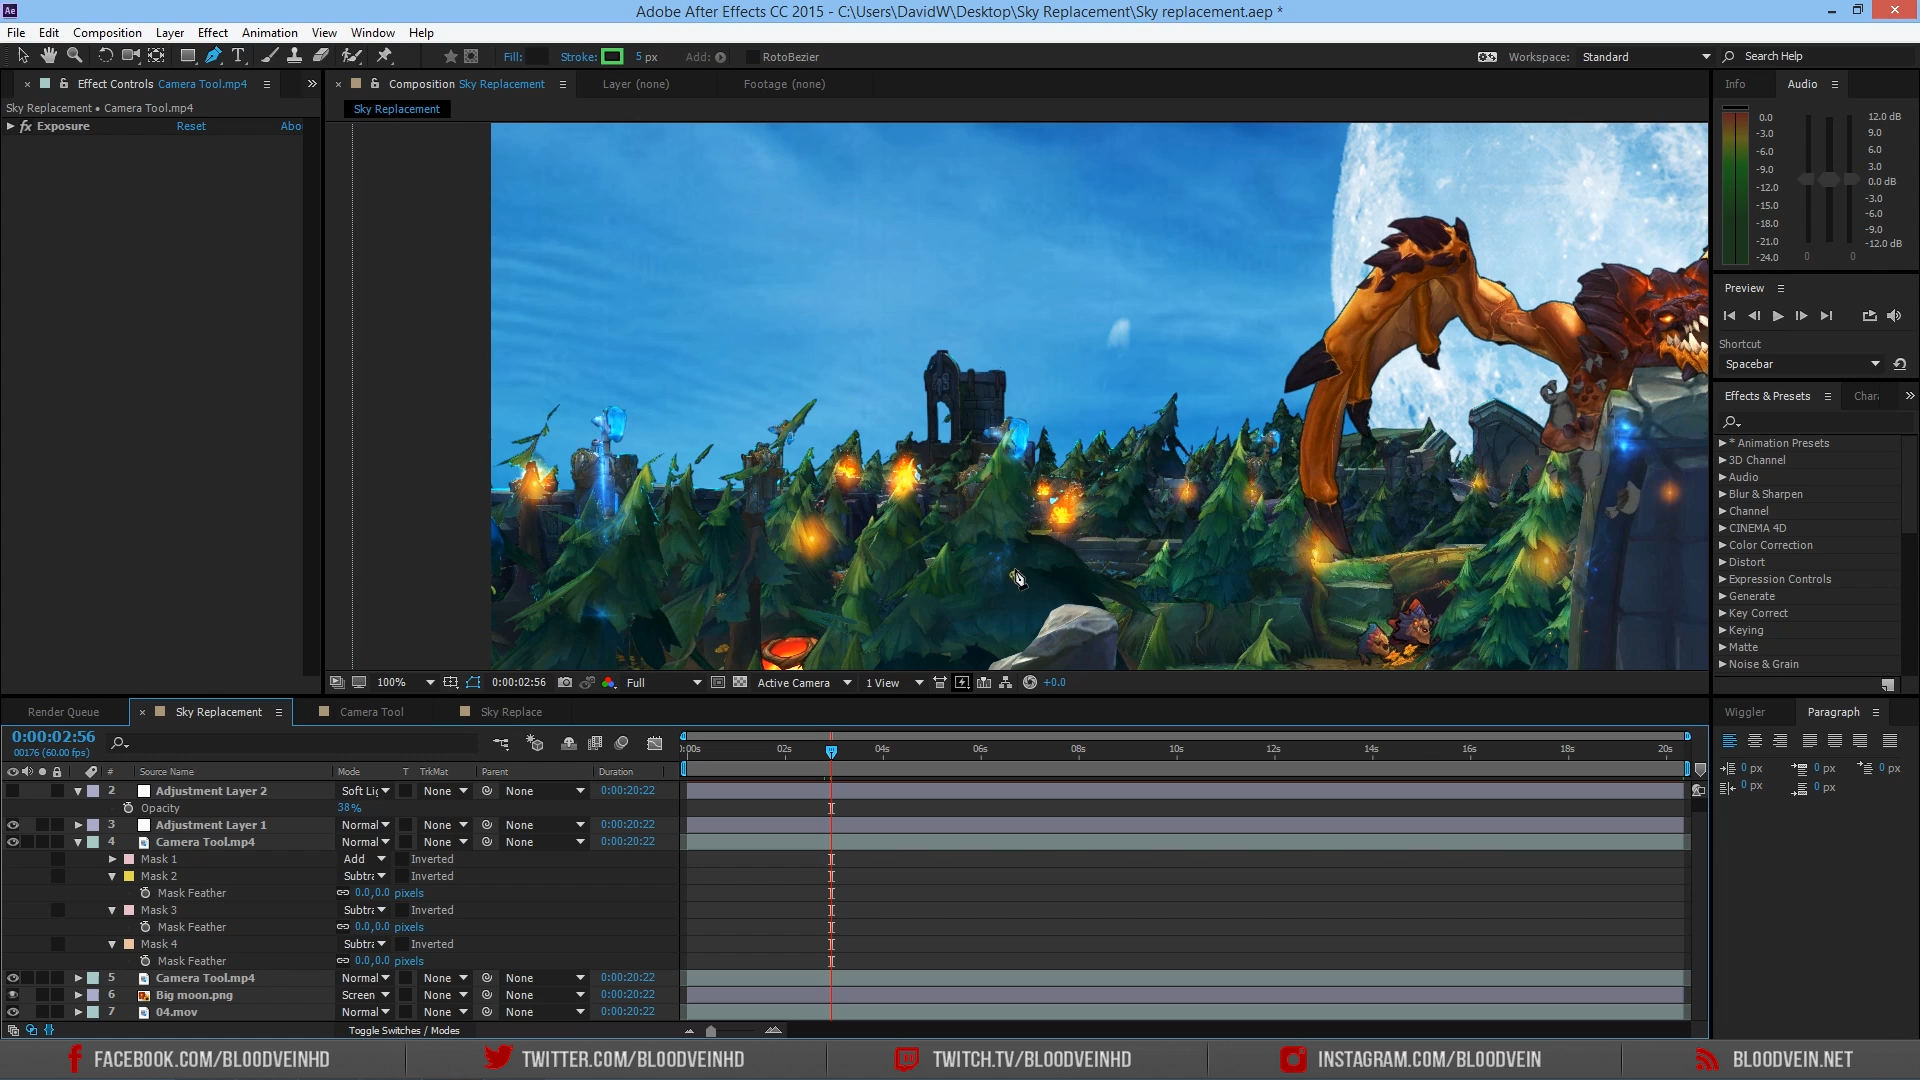 Adobe After Effects CC 2015 - C:\Users\DavidW\Desktop\Sky Replacement\Sky replacement.aep *
Ae
File Edit Composition Layer Effect Animation View Window Help
Fill: Stroke: 5 px Add: RotoBezier Workspace: Standard Search Help
Effect Controls Camera Tool.mp4
Sky Replacement • Camera Tool.mp4
fx Exposure Reset Abo
Composition Sky Replacement Layer (none) Footage (none)
Sky Replacement
100% 0:00:02:56 Full Active Camera 1 View +0.0
Info Audio
0.0
-3.0
-6.0
-9.0
-12.0
-15.0
-18.0
-21.0
-24.0
12.0 dB
9.0
6.0
3.0
0.0 dB
-3.0
-6.0
-9.0
-12.0 dB
0 0
Preview
Shortcut
Spacebar
Effects & Presets Chara
* Animation Presets
3D Channel
Audio
Blur & Sharpen
Channel
CINEMA 4D
Color Correction
Distort
Expression Controls
Generate
Key Correct
Keying
Matte
Noise & Grain
Render Queue Sky Replacement Camera Tool Sky Replace
0:00:02:56
00176 (60.00 fps)
:00s 02s 04s 06s 08s 10s 12s 14s 16s 18s 20s
# Source Name Mode T TrkMat Parent Duration
2 Adjustment Layer 2 Soft Lig None None 0:00:20:22
Opacity 38%
3 Adjustment Layer 1 Normal None None 0:00:20:22
4 Camera Tool.mp4 Normal None None 0:00:20:22
Mask 1 Add Inverted
Mask 2 Subtra Inverted
Mask Feather 0.0,0.0 pixels
Mask 3 Subtra Inverted
Mask Feather 0.0,0.0 pixels
Mask 4 Subtra Inverted
Mask Feather 0.0,0.0 pixels
5 Camera Tool.mp4 Normal None None 0:00:20:22
6 Big moon.png Screen None None 0:00:20:22
7 04.mov Normal None None 0:00:20:22
Toggle Switches / Modes
Wiggler Paragraph
0 px 0 px 0 px
0 px 0 px
FACEBOOK.COM/BLOODVEINHD TWITTER.COM/BLOODVEINHD TWITCH.TV/BLOODVEINHD INSTAGRAM.COM/BLOODVEIN BLOODVEIN.NET